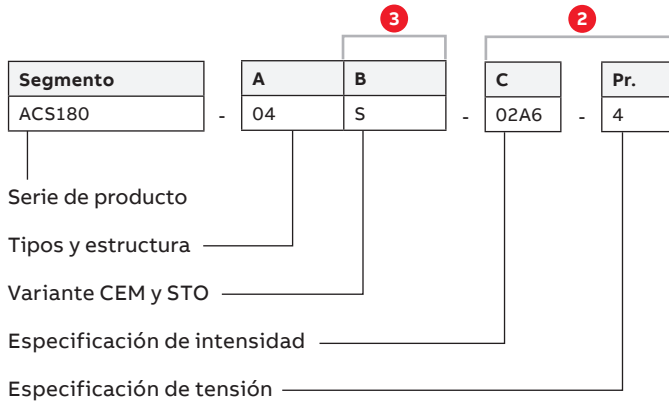 3 2
Segmento A B C Pr.
ACS180 - 04 S - 02A6 - 4
Serie de producto
Tipos y estructura
Variante CEM y STO
Especificación de intensidad
Especificación de tensión